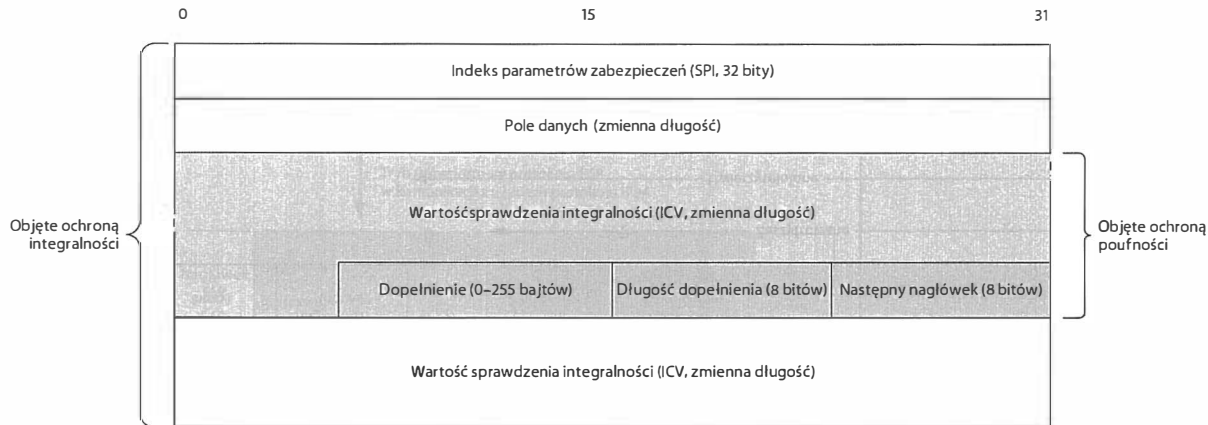 0 15 31
Indeks parametrów zabezpieczeń (SPI, 32 bity)
Pole danych (zmienna długość)
Wartość sprawdzenia integralności (ICV, zmienna długość)
Objęte ochroną
integralności
Objęte ochroną
poufności
Dopełnienie (0–255 bajtów) Długość dopełnienia (8 bitów) Następny nagłówek (8 bitów)
Wartość sprawdzenia integralności (ICV, zmienna długość)